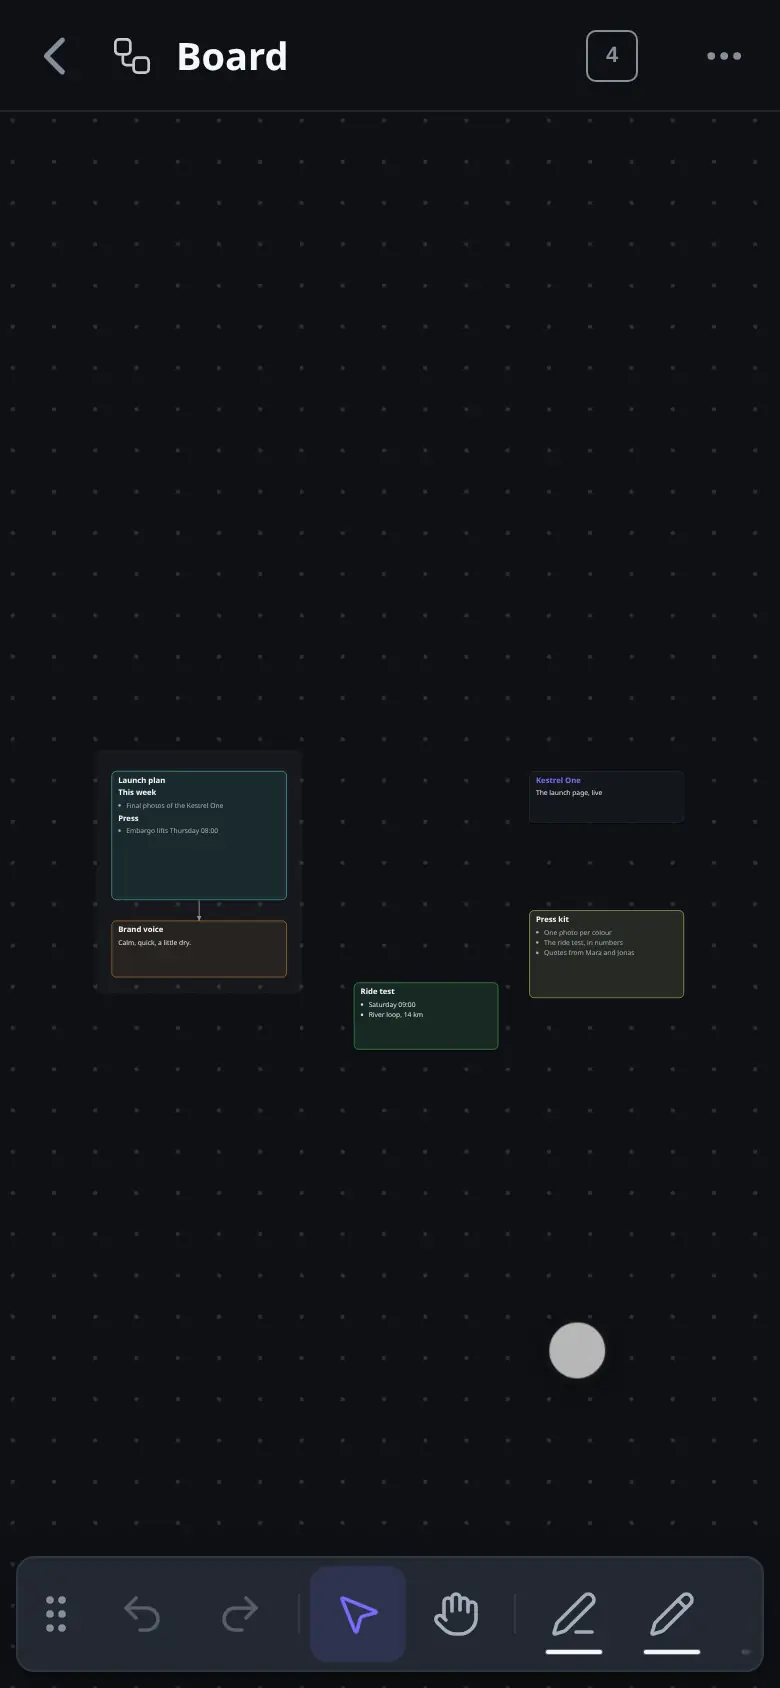 Board
4
Launch plan
This week
Final photos of the Kestrel One
Press
Embargo lifts Thursday 08:00
Brand voice
Calm, quick, a little dry.
Kestrel One
The launch page, live
Press kit
One photo per colour
The ride test, in numbers
Quotes from Mara and Jonas
Ride test
Saturday 09:00
River loop, 14 km